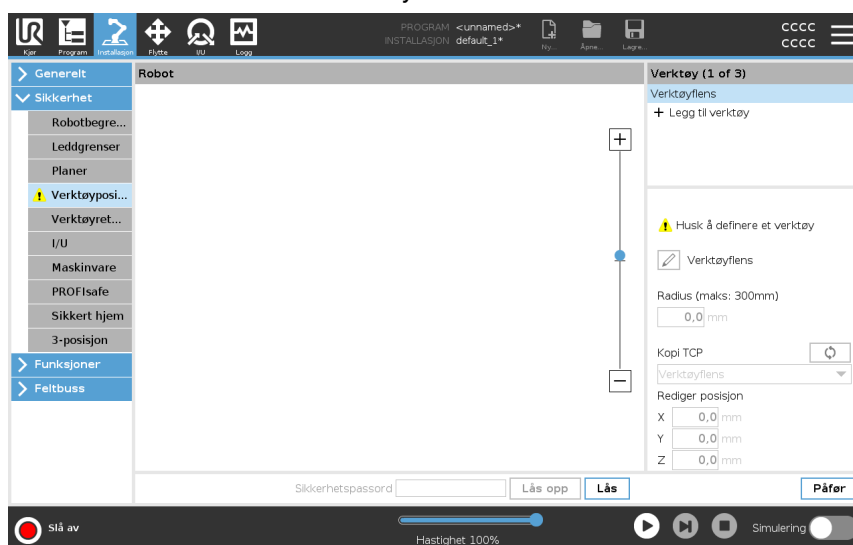 PROGRAM <unnamed>*
INSTALLASJON default_1*
UR
Kjør Program Installasjon Flytte I/U Logg
Ny... Åpne... Lagre...
cccc
cccc
Generelt
Sikkerhet
Robotbegre...
Leddgrenser
Planer
Verktøyposi...
Verktøyret...
I/U
Maskinvare
PROFIsafe
Sikkert hjem
3-posisjon
Funksjoner
Feltbuss
Robot
Verktøy (1 of 3)
Verktøyflens
+ Legg til verktøy
Husk å definere et verktøy
Verktøyflens
Radius (maks: 300mm)
0,0 mm
Kopi TCP
Verktøyflens
Rediger posisjon
X 0,0 mm
Y 0,0 mm
Z 0,0 mm
Sikkerhetspassord Lås opp Lås
Påfør
Slå av
Hastighet 100%
Simulering